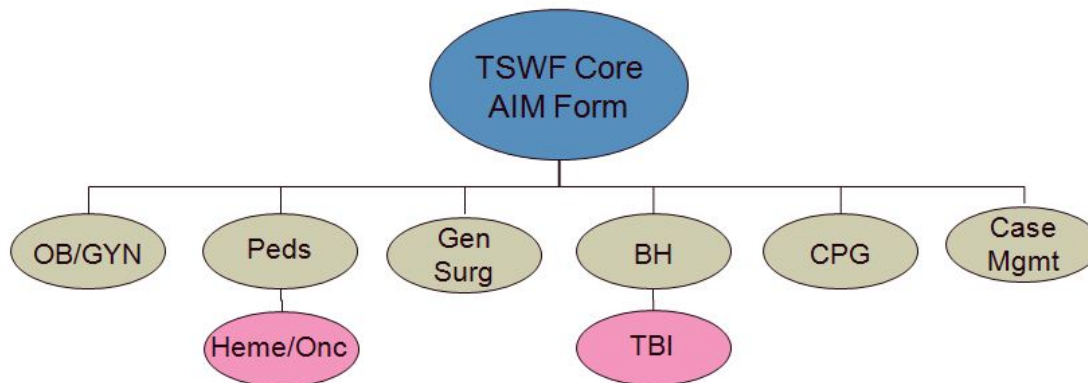 TSWF Core
AIM Form
OB/GYN
Peds
Gen
Surg
BH
CPG
Case
Mgmt
Heme/Onc
TBI